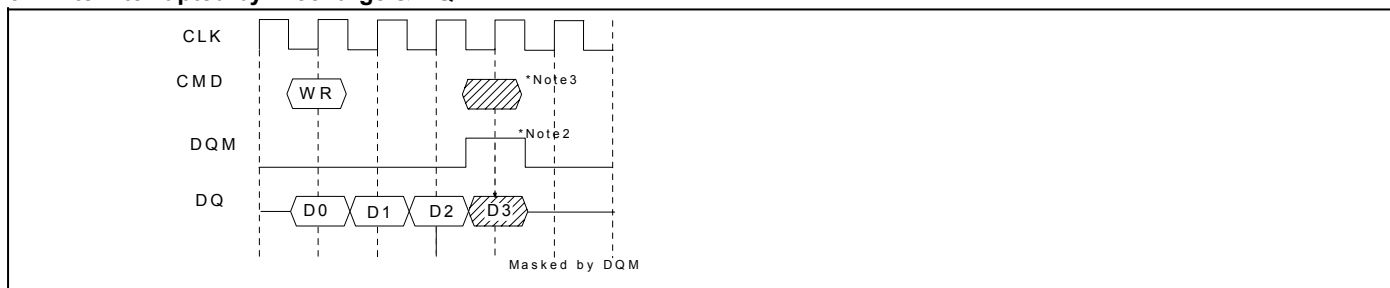 CLK
CMD
WR
*Note3
DQM
*Note2
DQ
D0
D1
D2
D3
Masked by DQM